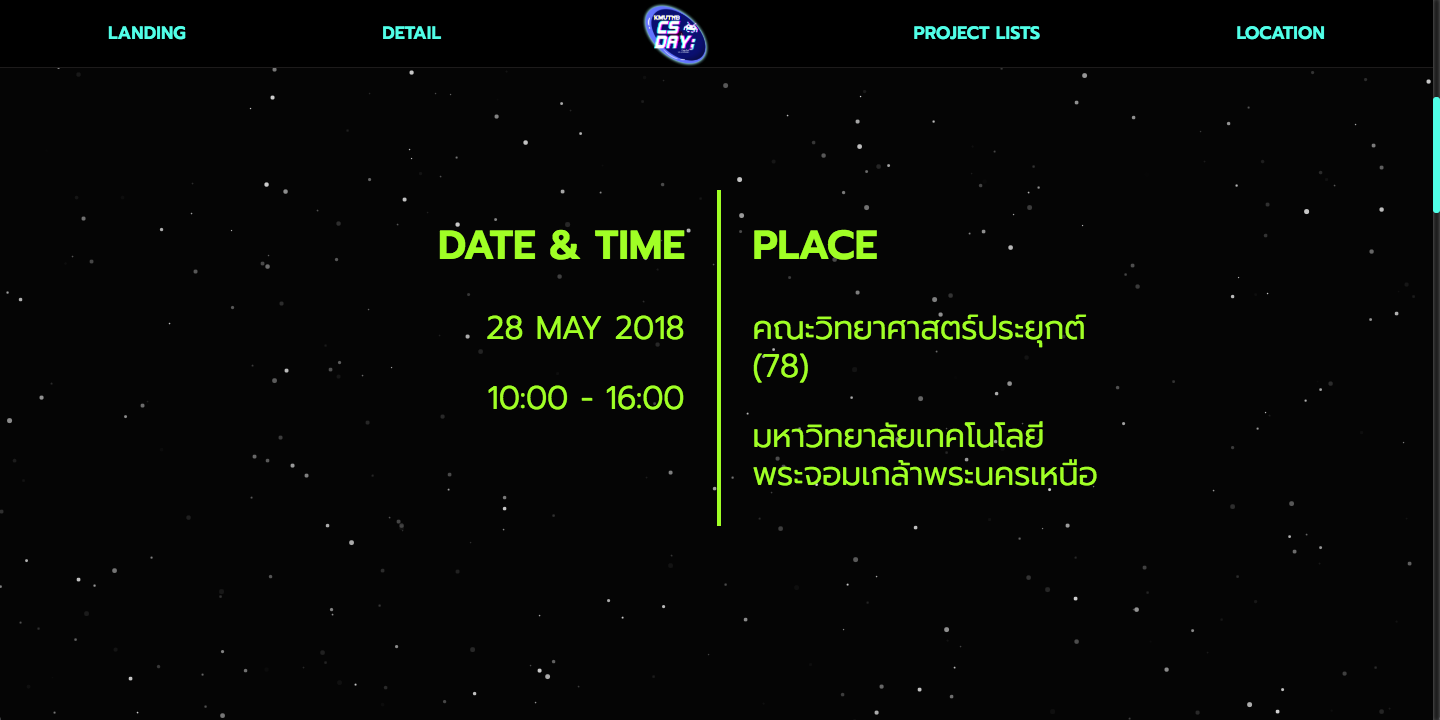 LANDING
DETAIL
KMUTNB
CS
DAY;
PROJECT LISTS
LOCATION
DATE & TIME
28 MAY 2018
10:00 - 16:00
PLACE
คณะวิทยาศาสตร์ประยุกต์
(78)
มหาวิทยาลัยเทคโนโลยี
พระจอมเกล้าพระนครเหนือ